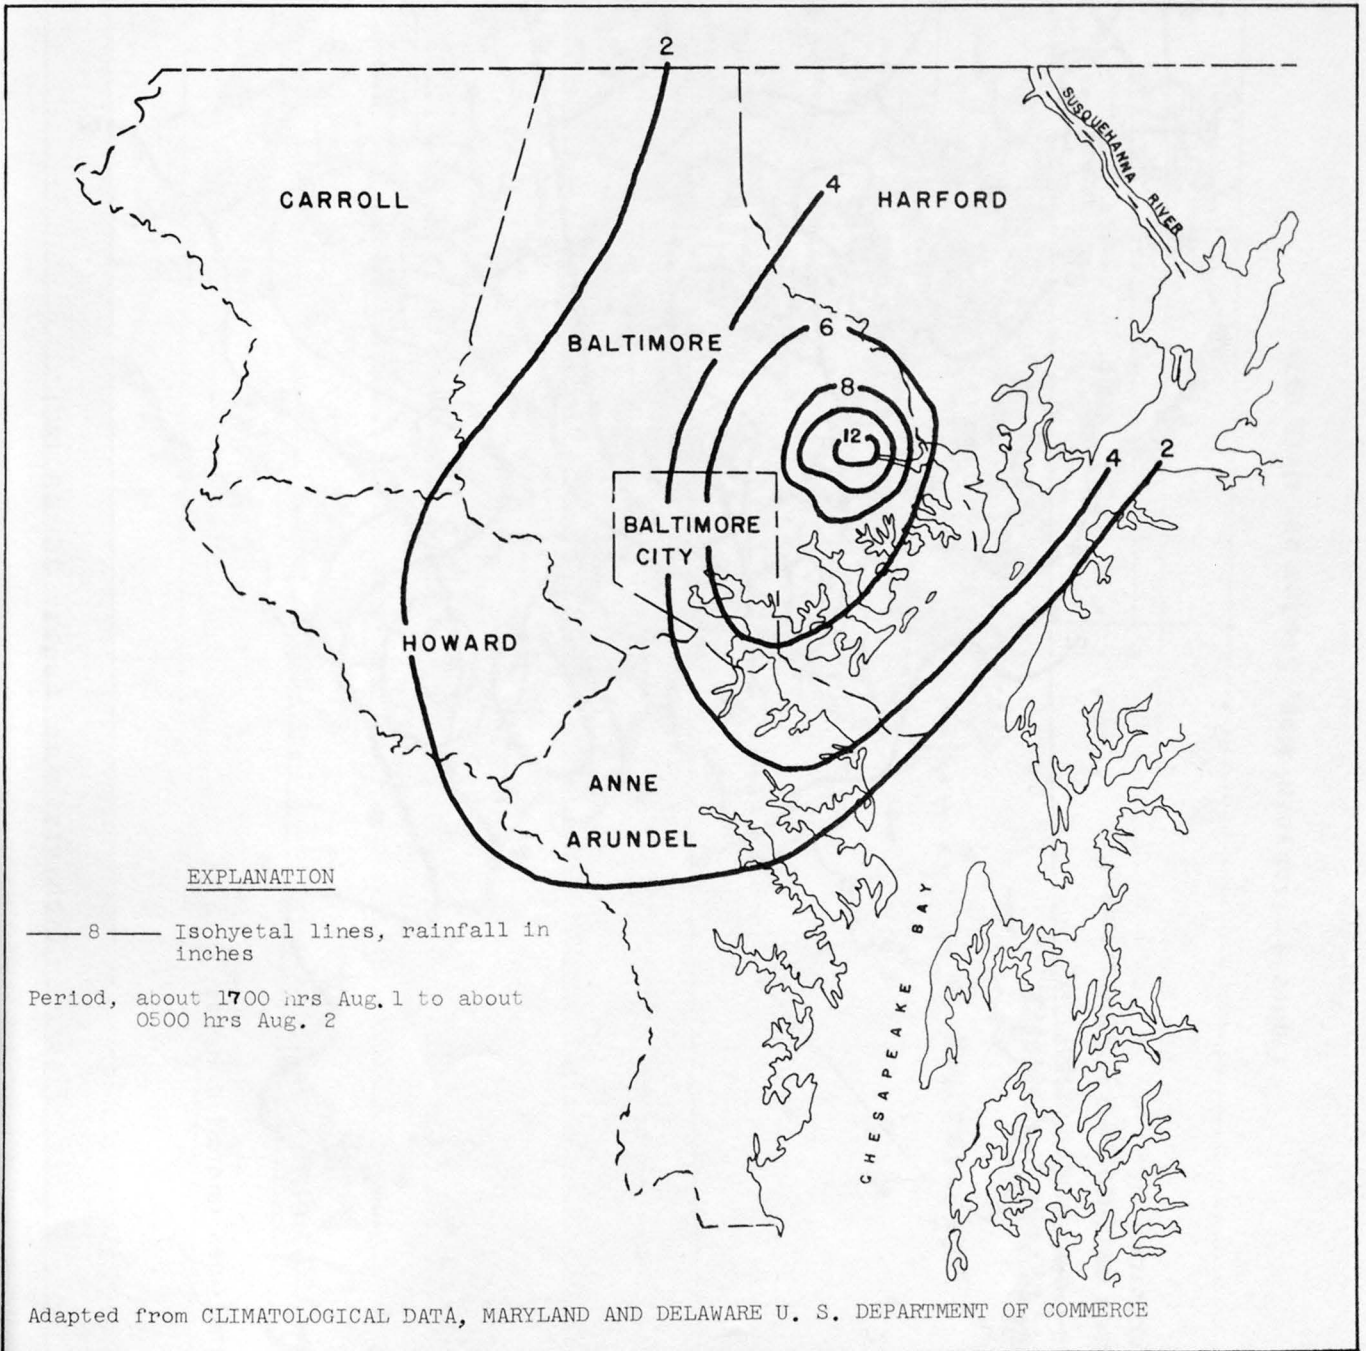 2
SUSQUEHANNA RIVER
CARROLL
4
HARFORD
6
BALTIMORE
8
12
4
2
BALTIMORE
CITY
HOWARD
ANNE
ARUNDEL
EXPLANATION
8 Isohyetal lines, rainfall in
inches
Period, about 1700 hrs Aug. 1 to about
0500 hrs Aug. 2
CHESAPEAKE BAY
Adapted from CLIMATOLOGICAL DATA, MARYLAND AND DELAWARE U. S. DEPARTMENT OF COMMERCE